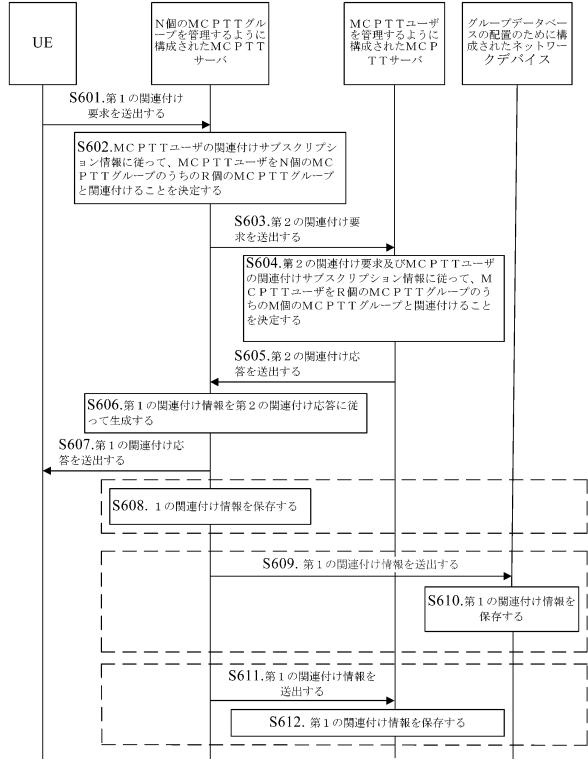 UE
N個のMCPTTグル
ープを管理するように
構成されたMCPTT
サーバ
MCPTTユーザ
を管理するように
構成されたMCP
TTサーバ
グループデータベー
スの配置のために構
成されたネットワー
クデバイス
S601.第1の関連付け
要求を送出する
S602.MCPTTユーザの関連付けサブスクリプシ
ョン情報に従って、MCPTTユーザをN個のMC
PTTグループのうちのR個のMCPTTグループ
と関連付けることを決定する
S603.第2の関連付け要
求を送出する
S604.第2の関連付け要求及びMCPTTユーザ
の関連付けサブスクリプション情報に従って、M
CPTTユーザをR個のMCPTTグループのう
ちのM個のMCPTTグループと関連付けること
を決定する
S605.第2の関連付け応
答を送出する
S606.第1の関連付け情報を第2の関連付け応答に従
って生成する
S607.第1の関連付け応
答を送出する
S608. 1の関連付け情報を保存する
S609. 第1の関連付け情報を送出する
S610.第1の関連付け情報を
保存する
S611.第1の関連付け情報を
送出する
S612. 第1の関連付け情報を保存する